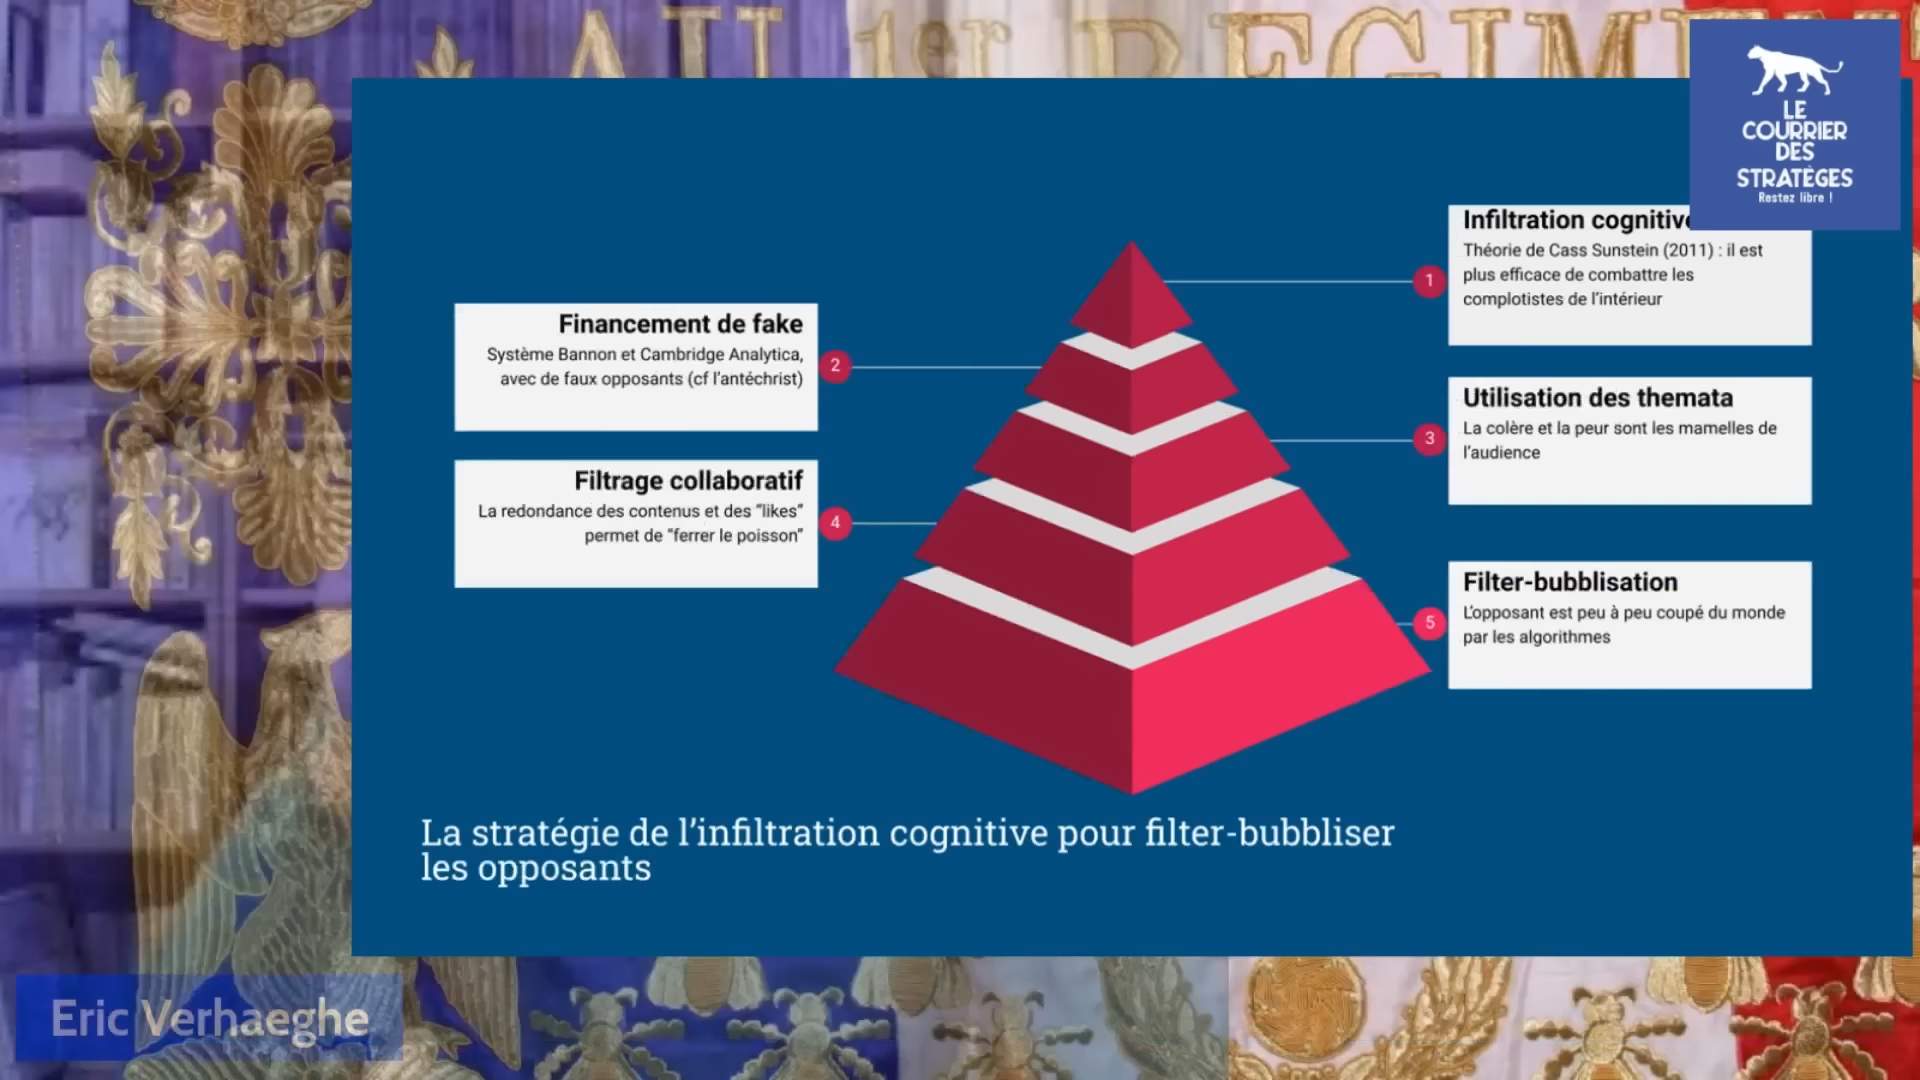 AU 1er REGIMENT
LE
COURRIER
DES
STRATÈGES
Restez libre !
Infiltration cognitive
Théorie de Cass Sunstein (2011) : il est
plus efficace de combattre les
complotistes de l’intérieur
1
Financement de fake
Système Bannon et Cambridge Analytica,
avec de faux opposants (cf l’antéchrist)
2
Utilisation des themata
La colère et la peur sont les mamelles de
l’audience
3
Filtrage collaboratif
La redondance des contenus et des “likes”
permet de “ferrer le poisson”
4
Filter-bubblisation
L’opposant est peu à peu coupé du monde
par les algorithmes
5
La stratégie de l’infiltration cognitive pour filter-bubbliser
les opposants
Eric Verhaeghe